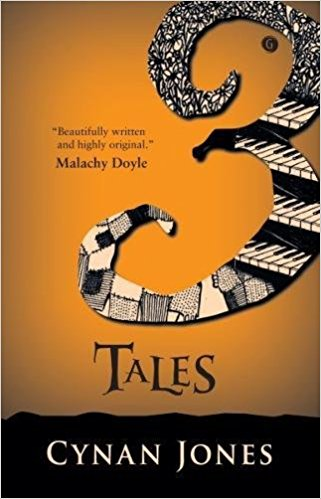 “Beautifully written
and highly original.”
Malachy Doyle
3
TALES
CYNAN JONES